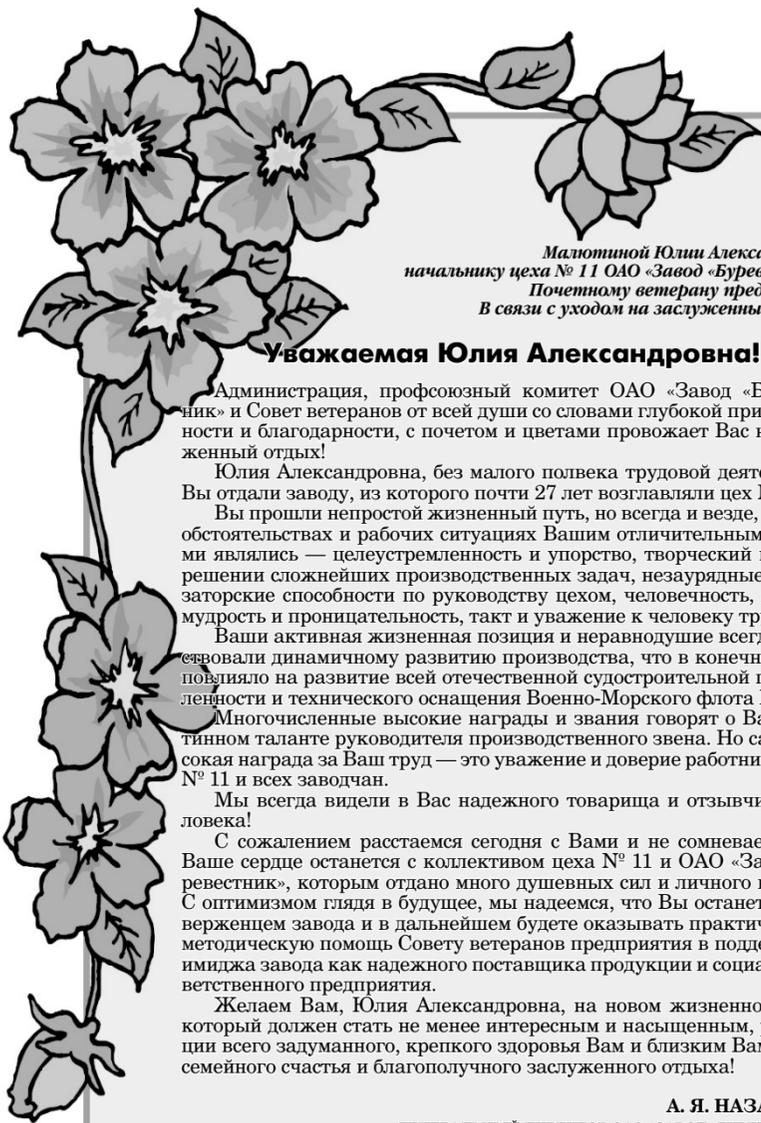 Малютиной Юлии Алекса
начальнику цеха № 11 ОАО «Завод «Бурев
Почетному ветерану пред
В связи с уходом на заслуженны
Уважаемая Юлия Александровна!
Администрация, профсоюзный комитет ОАО «Завод «Б
ник» и Совет ветеранов от всей души со словами глубокой при
ности и благодарности, с почетом и цветами провожает Вас н
женный отдых!
Юлия Александровна, без малого полвека трудовой деят
Вы отдали заводу, из которого почти 27 лет возглавляли цех
Вы прошли непростой жизненный путь, но всегда и везде,
обстоятельствах и рабочих ситуациях Вашим отличительным
ми являлись — целеустремленность и упорство, творческий
решении сложнейших производственных задач, незаурядные
заторские способности по руководству цехом, человечность,
мудрость и проницательность, такт и уважение к человеку тр
Ваши активная жизненная позиция и неравнодушие всег
ствовали динамичному развитию производства, что в конечн
повлияло на развитие всей отечественной судостроительной
ленности и технического оснащения Военно-Морского флота
Многочисленные высокие награды и звания говорят о Ва
тинном таланте руководителя производственного звена. Но са
сокая награда за Ваш труд — это уважение и доверие работни
№ 11 и всех заводчан.
Мы всегда видели в Вас надежного товарища и отзывчи
ловека!
С сожалением расстаемся сегодня с Вами и не сомневае
Ваше сердце останется с коллективом цеха № 11 и ОАО «За
ревестник», которым отдано много душевных сил и личного
С оптимизмом глядя в будущее, мы надеемся, что Вы останет
верженцем завода и в дальнейшем будете оказывать практич
методическую помощь Совету ветеранов предприятия в подде
имиджа завода как надежного поставщика продукции и социа
ветственного предприятия.
Желаем Вам, Юлия Александровна, на новом жизненно
который должен стать не менее интересным и насыщенным,
ции всего задуманного, крепкого здоровья Вам и близким Вам
семейного счастья и благополучного заслуженного отдыха!
А. Я. НАЗА